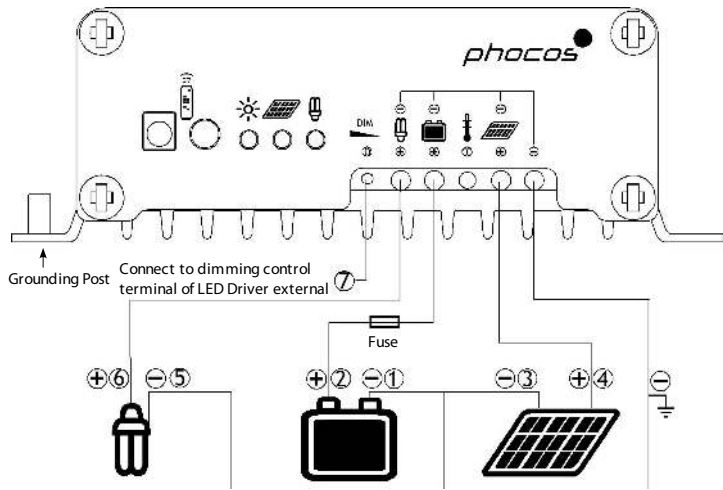 phocos
DIM
Grounding Post
Connect to dimming control
terminal of LED Driver external
⑦
Fuse
⊕⑥ ⊖⑤ ⊕② ⊖① ⊖③ ⊕④ ⊖